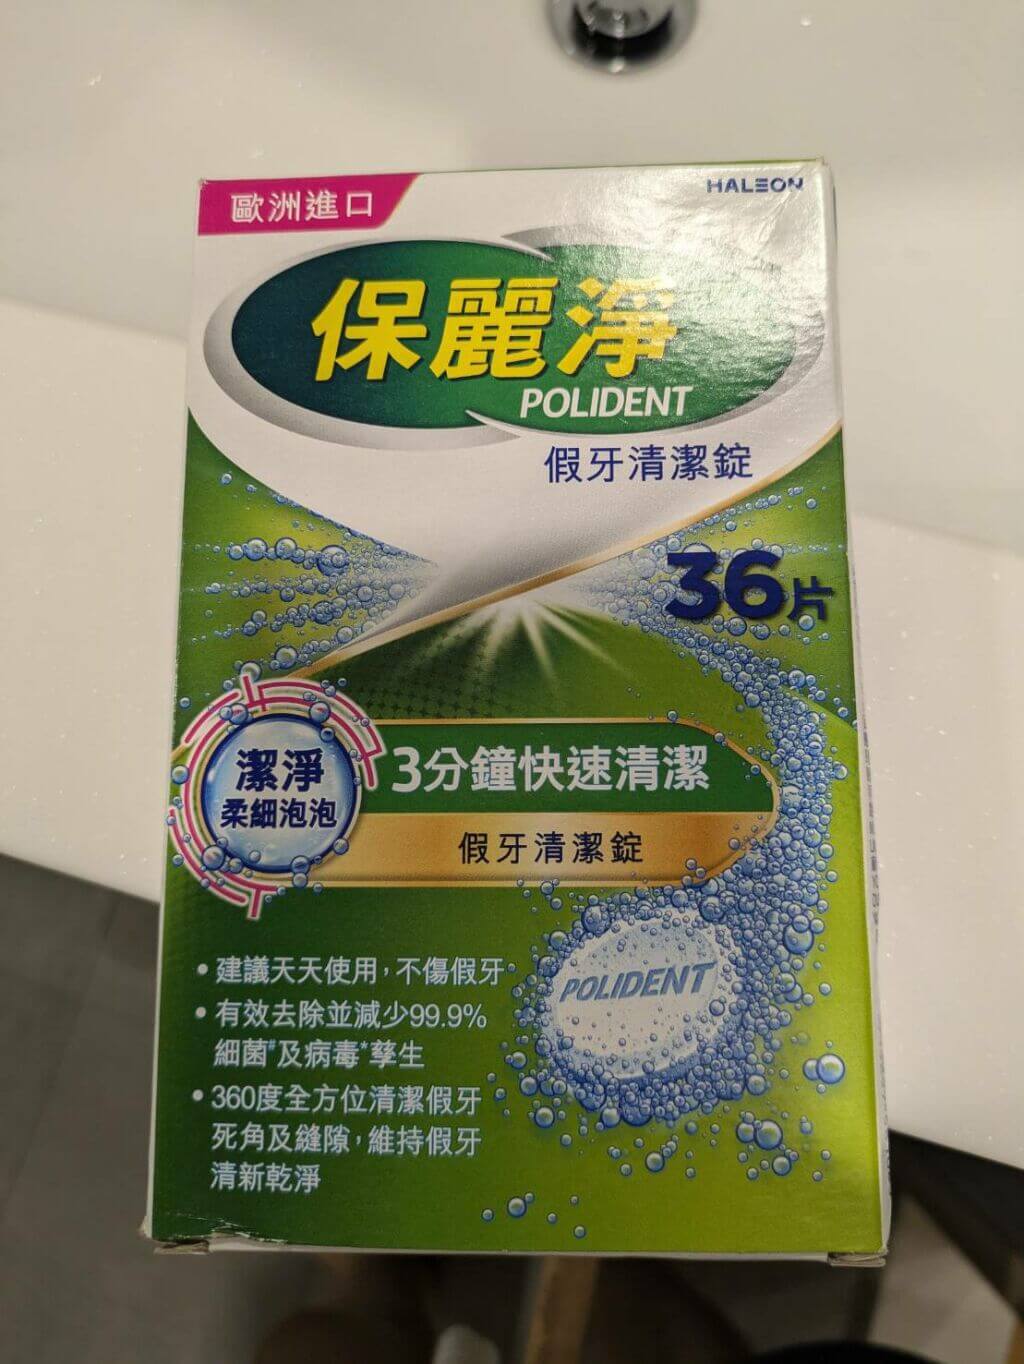 歐洲進口
HALEON
保麗淨
POLIDENT
假牙清潔錠
36片
潔淨
柔細泡泡
3分鐘快速清潔
假牙清潔錠
POLIDENT
•建議天天使用，不傷假牙
•有效去除並減少99.9%
細菌#及病毒*孳生
•360度全方位清潔假牙
死角及縫隙，維持假牙
清新乾淨